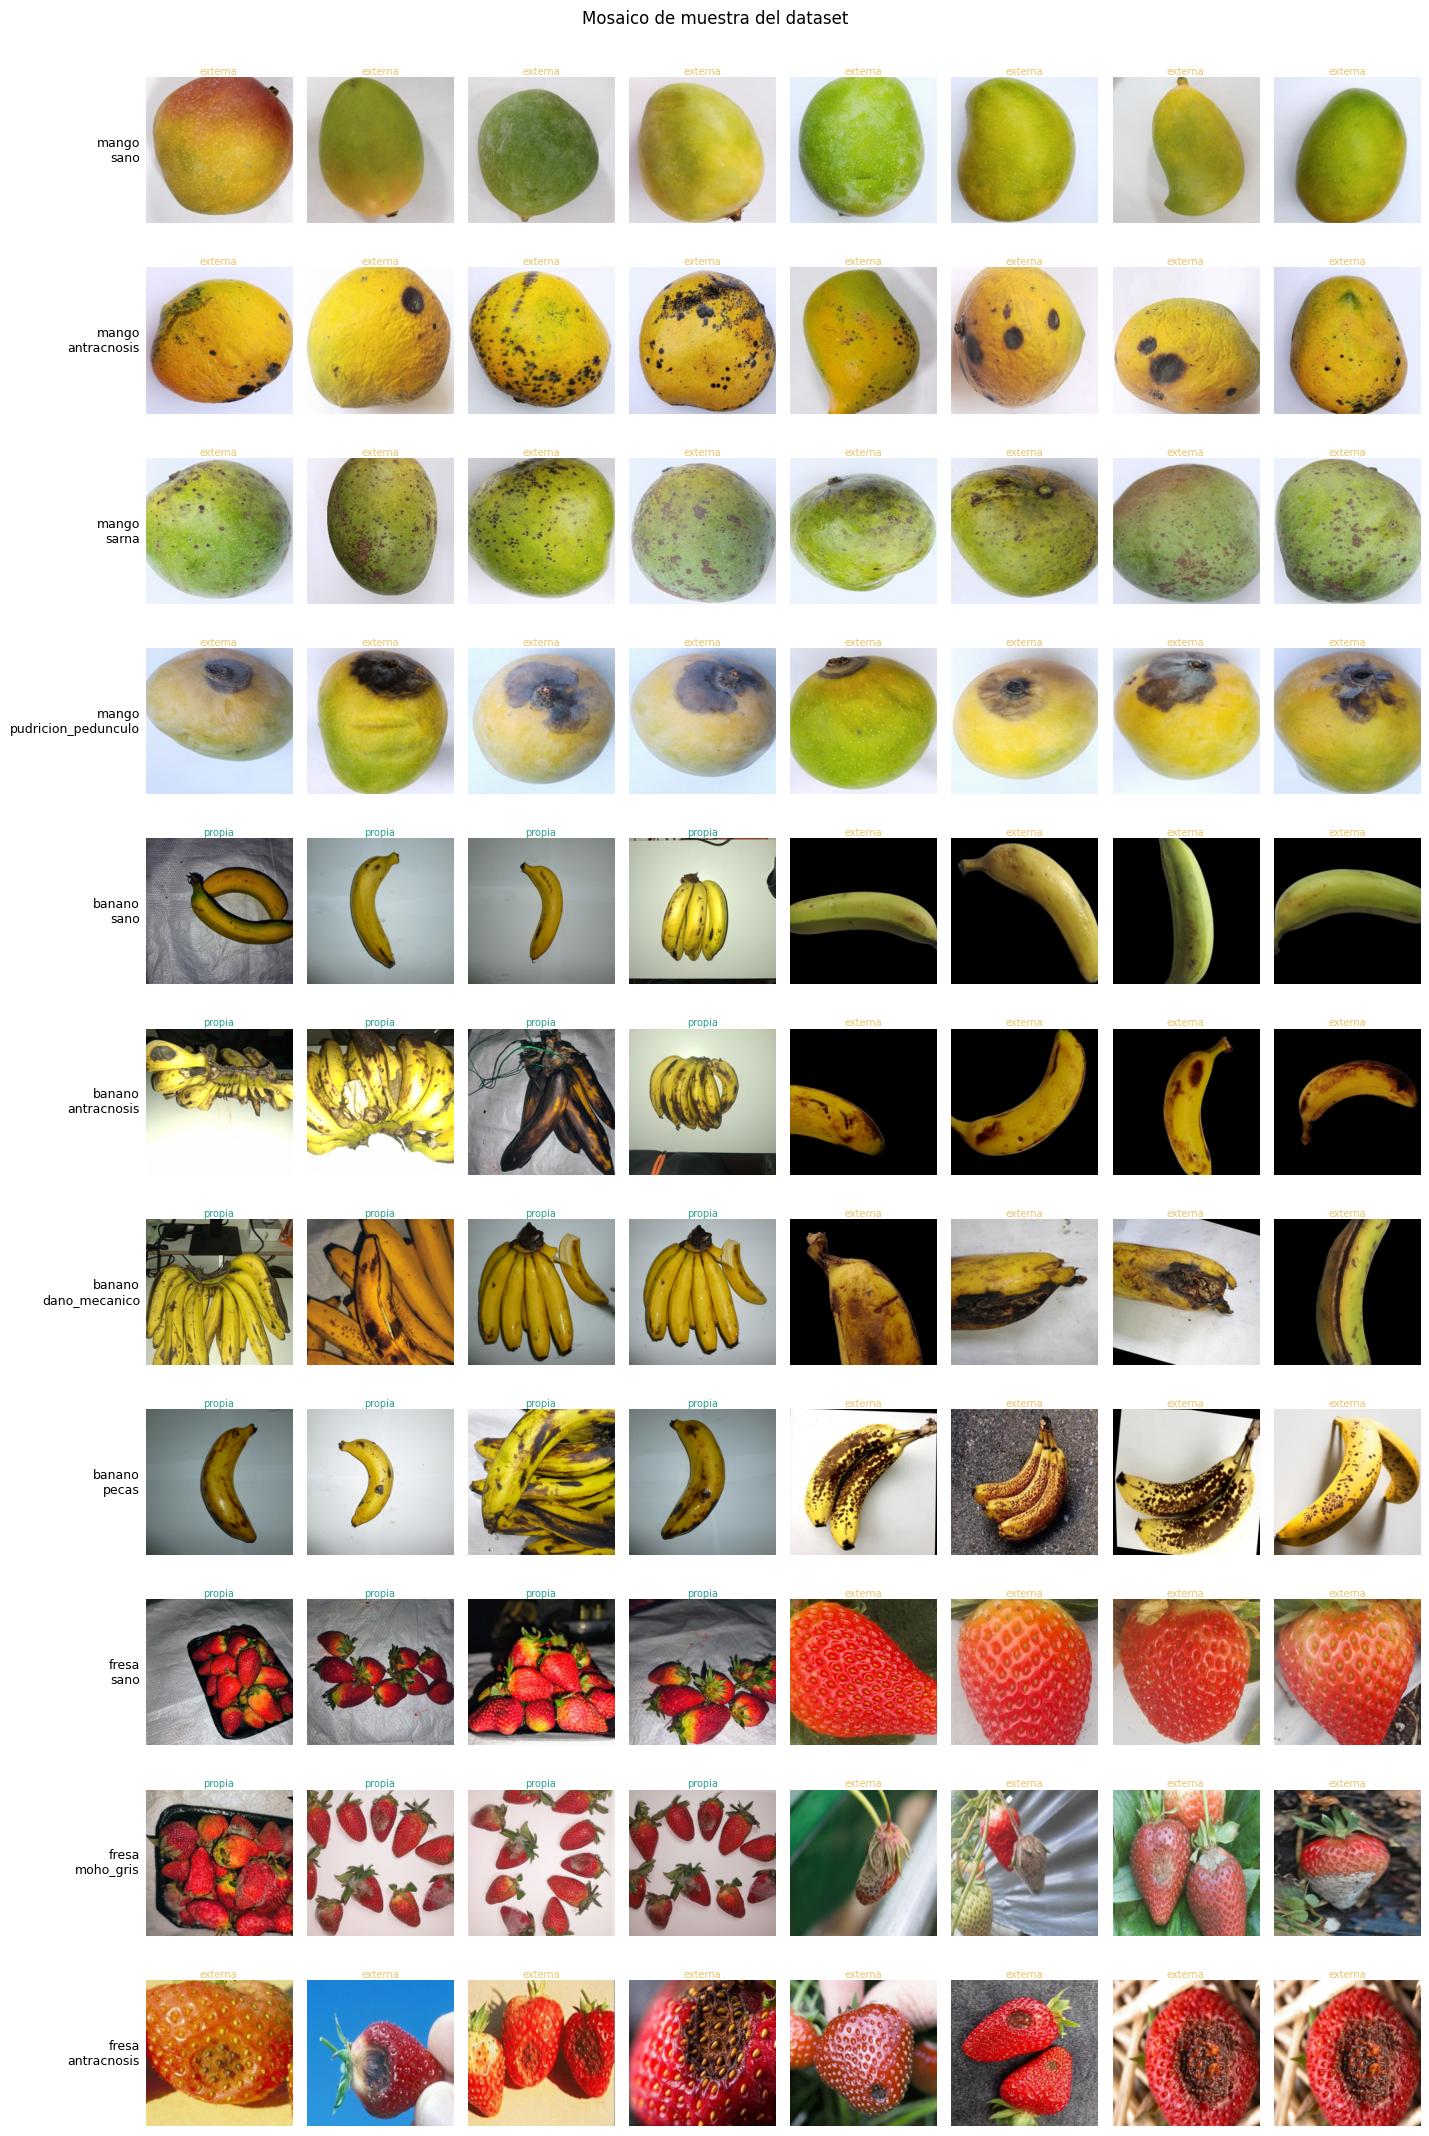 Mosaico de muestra del dataset
externa externa externa externa externa externa externa externa
mango
sano
externa externa externa externa externa externa externa externa
mango
antracnosis
externa externa externa externa externa externa externa externa
mango
sarna
externa externa externa externa externa externa externa externa
mango
pudricion_pedunculo
propia propia propia propia externa externa externa externa
banano
sano
propia propia propia propia externa externa externa externa
banano
antracnosis
propia propia propia propia externa externa externa externa
banano
dano_mecanico
propia propia propia propia externa externa externa externa
banano
pecas
propia propia propia propia externa externa externa externa
fresa
sano
propia propia propia propia externa externa externa externa
fresa
moho_gris
externa externa externa externa externa externa externa externa
fresa
antracnosis